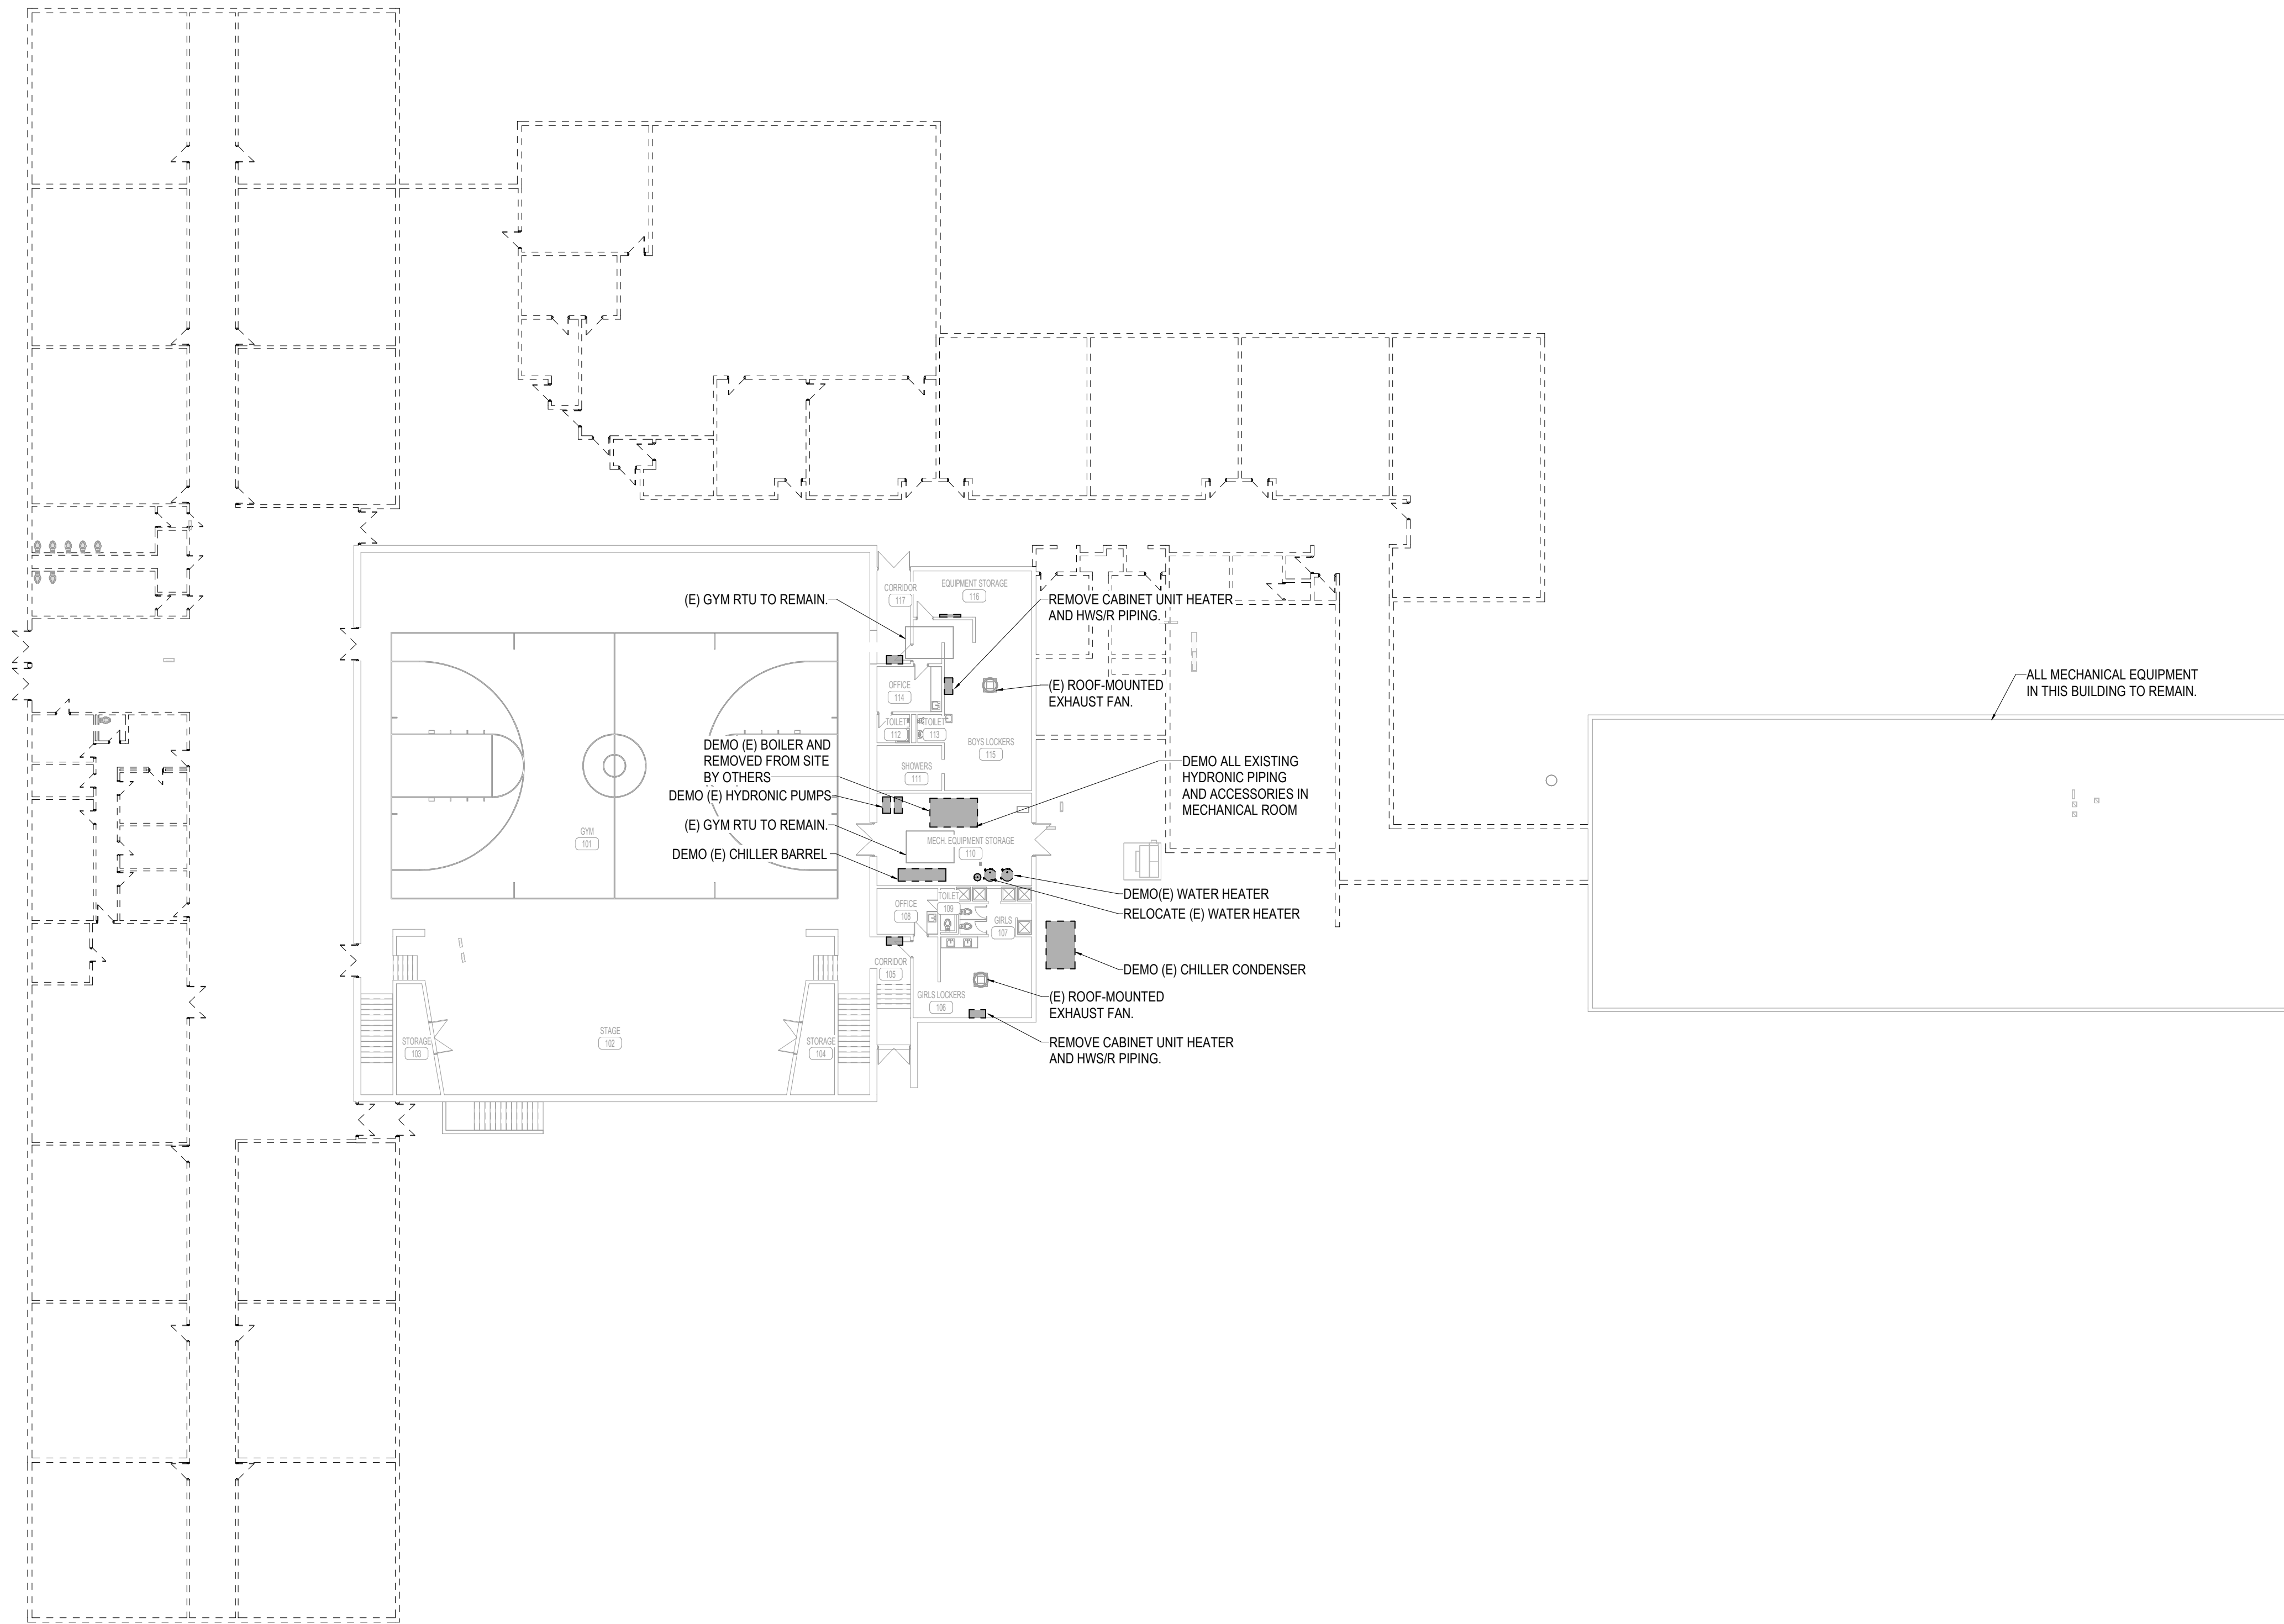 CORRIDOR
117
EQUIPMENT STORAGE
116
(E) GYM RTU TO REMAIN.
REMOVE CABINET UNIT HEATER
AND HWS/R PIPING.
OFFICE
114
(E) ROOF-MOUNTED
EXHAUST FAN.
ALL MECHANICAL EQUIPMENT
IN THIS BUILDING TO REMAIN.
TOILET
112
TOILET
113
BOYS LOCKERS
115
DEMO (E) BOILER AND
REMOVED FROM SITE
BY OTHERS
SHOWERS
111
DEMO ALL EXISTING
HYDRONIC PIPING
AND ACCESSORIES IN
MECHANICAL ROOM
DEMO (E) HYDRONIC PUMPS
(E) GYM RTU TO REMAIN.
GYM
101
MECH. EQUIPMENT STORAGE
110
DEMO (E) CHILLER BARREL
DEMO(E) WATER HEATER
RELOCATE (E) WATER HEATER
OFFICE
108
TOILET
109
GIRLS
107
CORRIDOR
105
DEMO (E) CHILLER CONDENSER
GIRLS LOCKERS
106
(E) ROOF-MOUNTED
EXHAUST FAN.
STAGE
102
STORAGE
103
STORAGE
104
REMOVE CABINET UNIT HEATER
AND HWS/R PIPING.